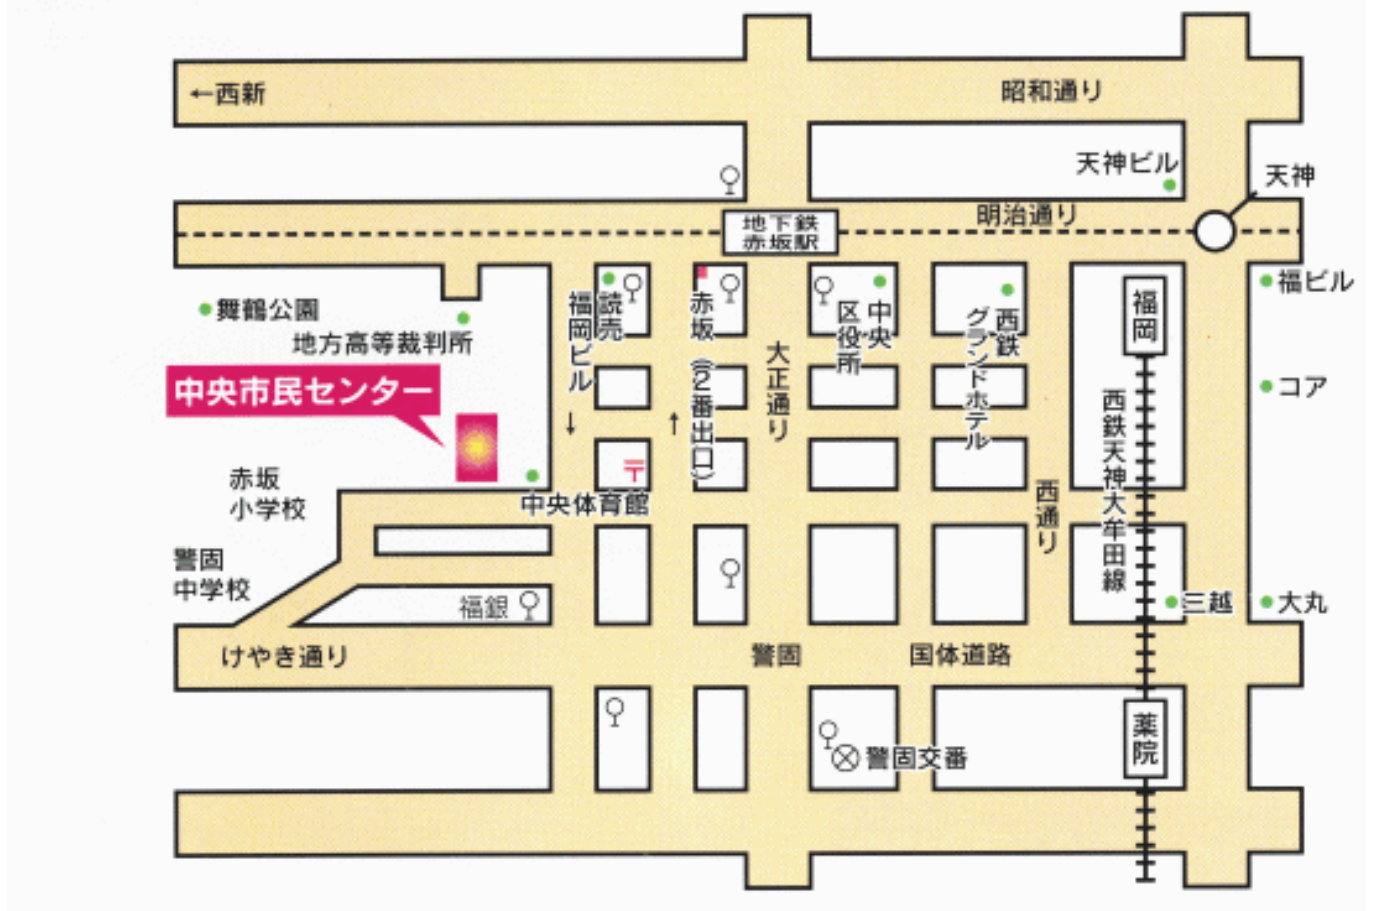 ←西新
昭和通り
天神ビル
天神
明治通り
地下鉄
赤坂駅
舞鶴公園
地方高等裁判所
読売
福岡ビル
↓
↑
赤坂(2番出口)
大正通り
中央
区役所
西鉄
グランドホテル
福岡
福ビル
コア
中央市民センター
西鉄天神大牟田線
西通り
赤坂
小学校
〒
中央体育館
警固
中学校
福銀
三越
大丸
けやき通り
警固
国体道路
薬院
警固交番